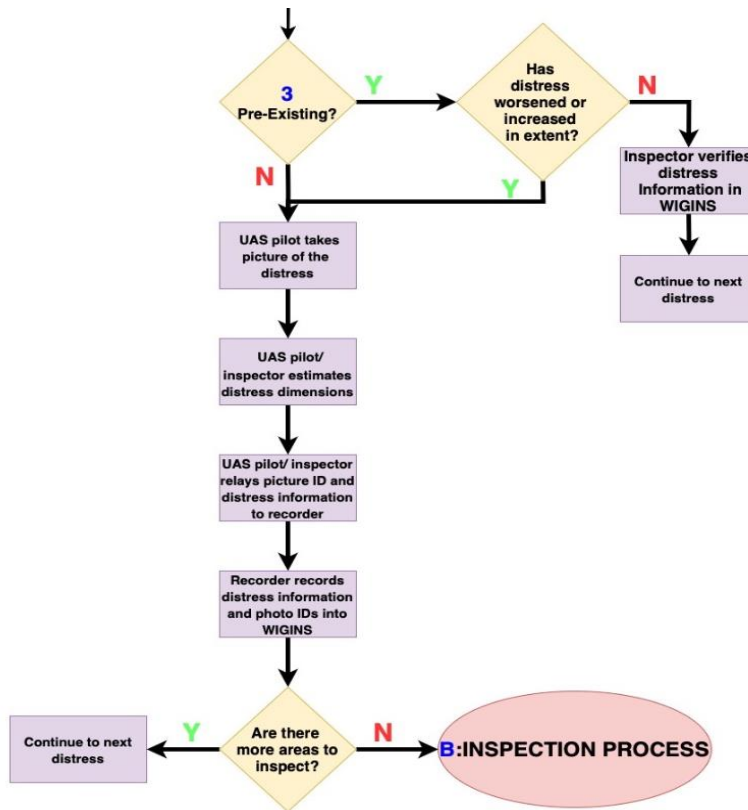 3
Pre-Existing?
Y
Has
distress
worsened or
increased
in extent?
N
Inspector verifies
distress
Information in
WIGINS
Continue to next
distress
N
Y
UAS pilot takes
picture of the
distress
UAS pilot/
inspector estimates
distress dimensions
UAS pilot/ inspector
relays picture ID and
distress information
to recorder
Recorder records
distress information
and photo IDs into
WIGINS
Are there
more areas to
inspect?
Y
Continue to next
distress
N
B:INSPECTION PROCESS